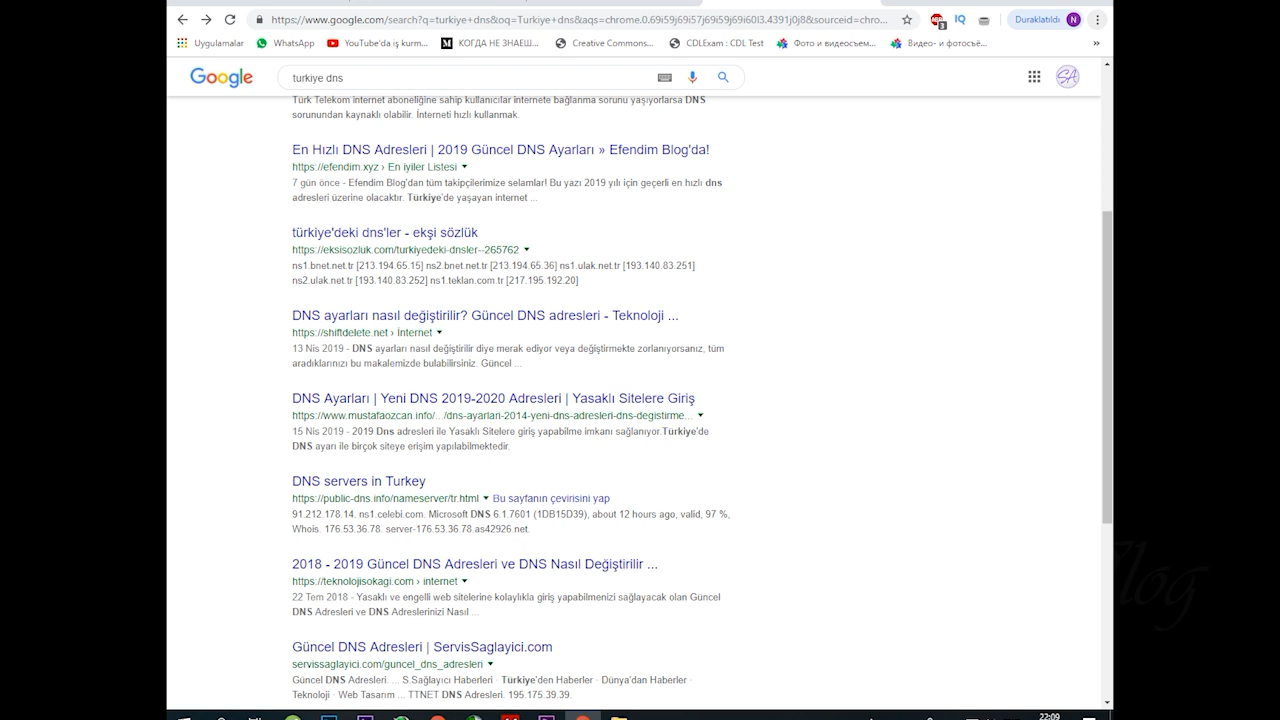 https://www.google.com/search?q=turkiye+dns&oq=Turkiye+dns&aqs=chrome.0.69i59j69i57j69i59j69i60l3.4391j0j8&sourceid=chro...
ABP
3
IQ
Duraklatıldı
N
Uygulamalar
WhatsApp
YouTube'da iş kurm...
КОГДА НЕ ЗНАЕШ...
Creative Commons...
CDLExam : CDL Test
Фото и видеосъем...
Видео- и фотосъё...
»
Google
turkiye dns
SA
Türk Telekom internet aboneliğine sahip kullanıcılar internete bağlanma sorunu yaşıyorlarsa DNS
sorunundan kaynaklı olabilir. İnterneti hızlı kullanmak.
En Hızlı DNS Adresleri | 2019 Güncel DNS Ayarları » Efendim Blog'da!
https://efendim.xyz › En iyiler Listesi
7 gün önce - Efendim Blog'dan tüm takipçilerimize selamlar! Bu yazı 2019 yılı için geçerli en hızlı dns
adresleri üzerine olacaktır. Türkiye'de yaşayan internet ...
türkiye'deki dns'ler - ekşi sözlük
https://eksisozluk.com/turkiyedeki-dnsler--265762
ns1.bnet.net.tr [213.194.65.15] ns2.bnet.net.tr [213.194.65.36] ns1.ulak.net.tr [193.140.83.251]
ns2.ulak.net.tr [193.140.83.252] ns1.teklan.com.tr [217.195.192.20]
DNS ayarları nasıl değiştirilir? Güncel DNS adresleri - Teknoloji ...
https://shiftdelete.net › İnternet
13 Nis 2019 - DNS ayarları nasıl değiştirilir diye merak ediyor veya değiştirmekte zorlanıyorsanız, tüm
aradıklarınızı bu makalemizde bulabilirsiniz. Güncel ...
DNS Ayarları | Yeni DNS 2019-2020 Adresleri | Yasaklı Sitelere Giriş
https://www.mustafaozcan.info/.../dns-ayarlari-2014-yeni-dns-adresleri-dns-degistirme...
15 Nis 2019 - 2019 Dns adresleri ile Yasaklı Sitelere giriş yapabilme imkanı sağlanıyor.Türkiye'de
DNS ayarı ile birçok siteye erişim yapılabilmektedir.
DNS servers in Turkey
https://public-dns.info/nameserver/tr.html Bu sayfanın çevirisini yap
91.212.178.14. ns1.celebi.com. Microsoft DNS 6.1.7601 (1DB15D39), about 12 hours ago, valid, 97 %,
Whois. 176.53.36.78. server-176.53.36.78.as42926.net.
2018 - 2019 Güncel DNS Adresleri ve DNS Nasıl Değiştirilir ...
https://teknolojisokagi.com › internet
22 Tem 2018 - Yasaklı ve engelli web sitelerine kolaylıkla giriş yapabilmenizi sağlayacak olan Güncel
DNS Adresleri ve DNS Adreslerinizi Nasıl ...
Güncel DNS Adresleri | ServisSaglayici.com
servissaglayici.com/guncel_dns_adresleri
Güncel DNS Adresleri. ... S.Sağlayıcı Haberleri · Türkiye'den Haberler · Dünya'dan Haberler ·
Teknoloji · Web Tasarım ... TTNET DNS Adresleri. 195.175.39.39.
Vlog
22:09